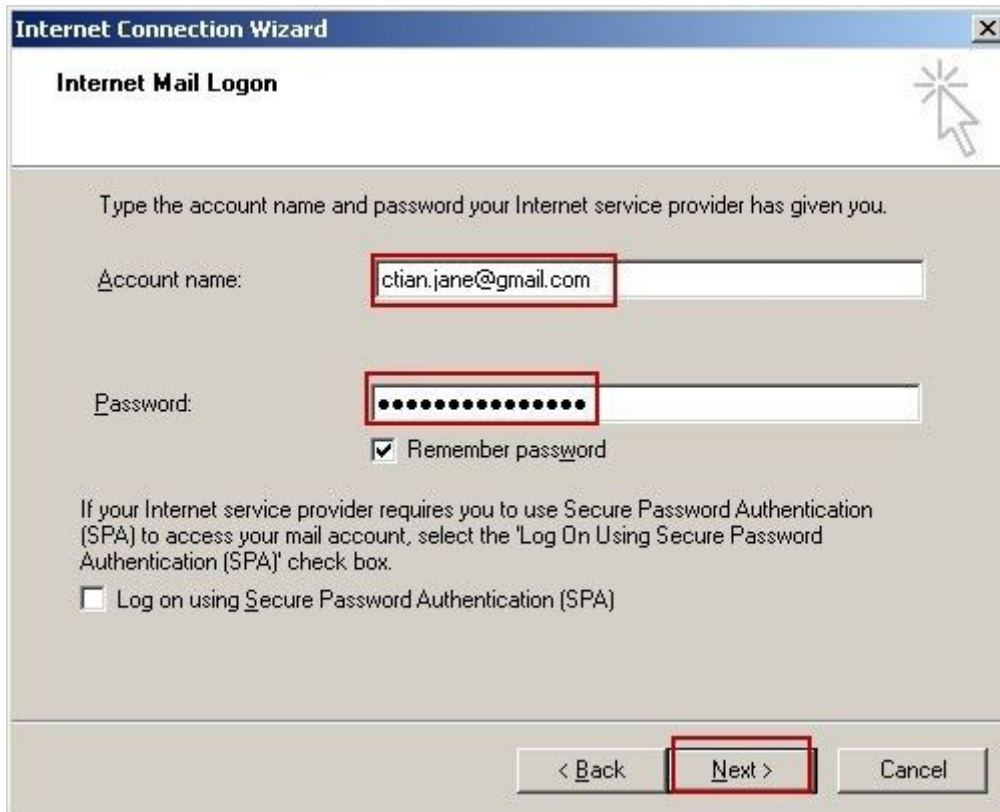 Internet Connection Wizard
Internet Mail Logon
Type the account name and password your Internet service provider has given you.
Account name: ctian.jane@gmail.com
Password: ●●●●●●●●●●●●●●●
Remember password
If your Internet service provider requires you to use Secure Password Authentication
(SPA) to access your mail account, select the 'Log On Using Secure Password
Authentication (SPA)' check box.
Log on using Secure Password Authentication (SPA)
< Back Next > Cancel